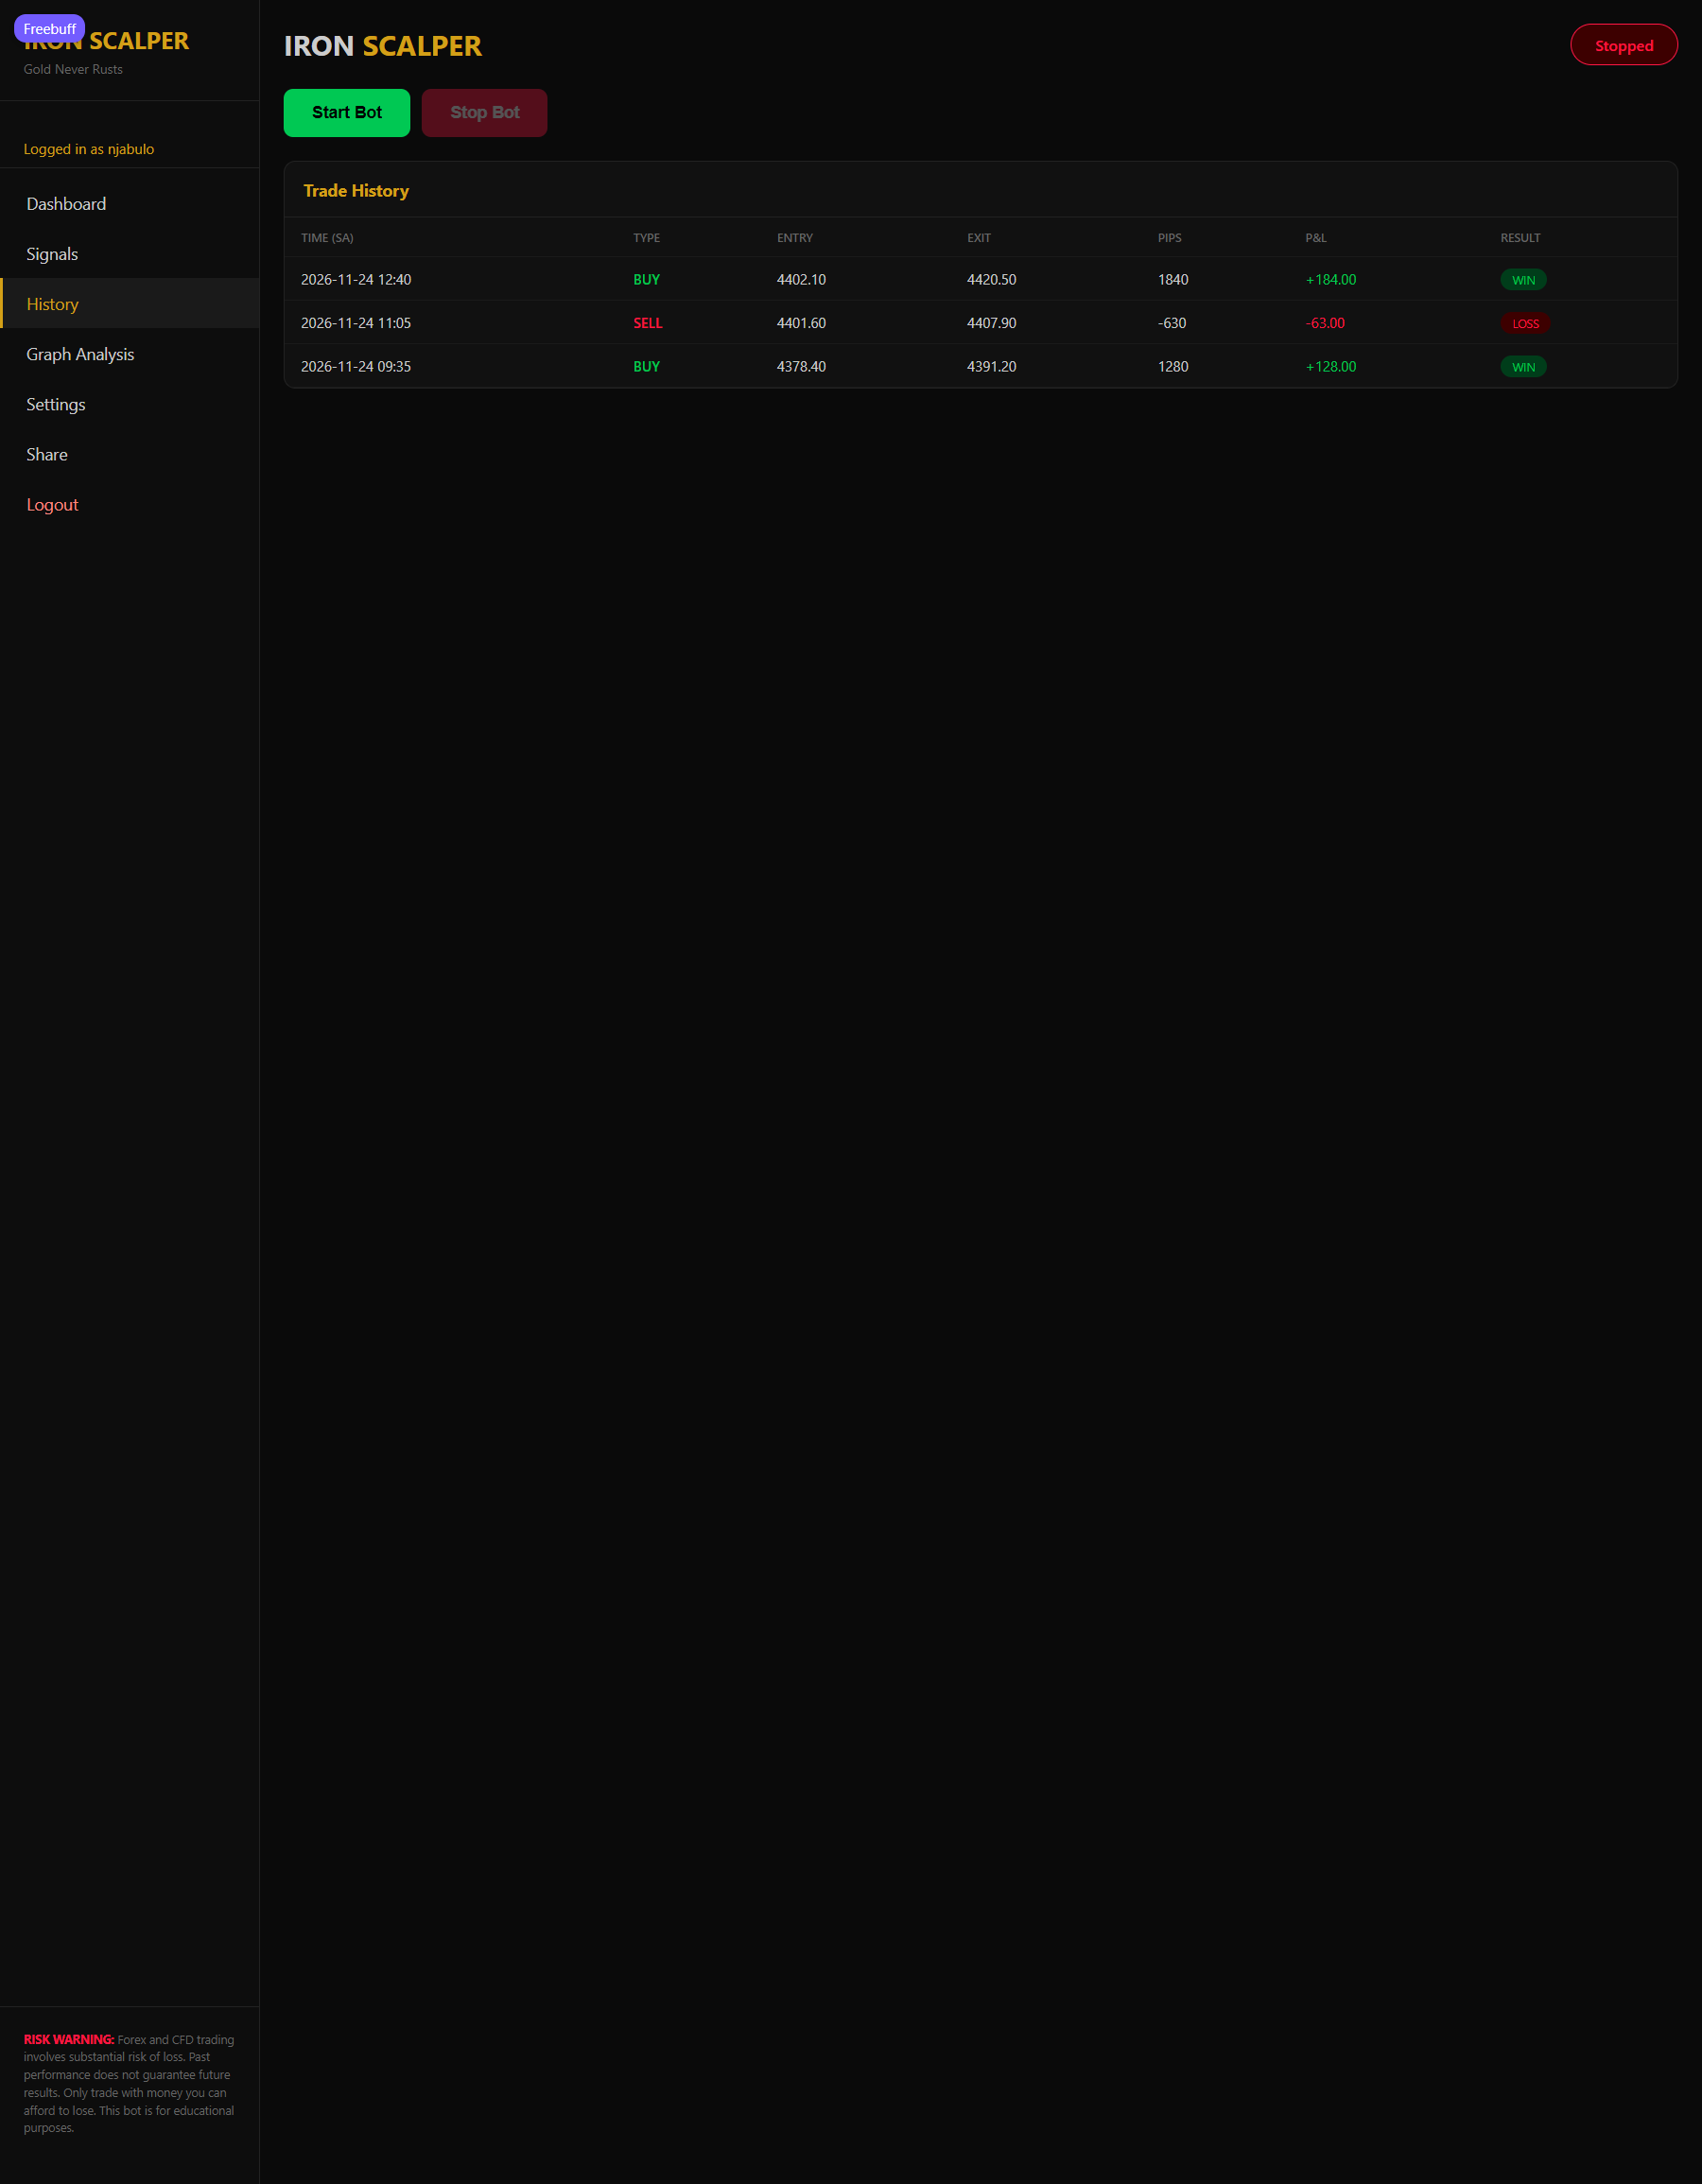 Freebuff
IRON SCALPER
Gold Never Rusts
Logged in as njabulo
Dashboard
Signals
History
Graph Analysis
Settings
Share
Logout
RISK WARNING: Forex and CFD trading
involves substantial risk of loss. Past
performance does not guarantee future
results. Only trade with money you can
afford to lose. This bot is for educational
purposes.
IRON SCALPER
Stopped
Start Bot Stop Bot
Trade History
TIME (SA) TYPE ENTRY EXIT PIPS P&L RESULT
2026-11-24 12:40 BUY 4402.10 4420.50 1840 +184.00 WIN
2026-11-24 11:05 SELL 4401.60 4407.90 -630 -63.00 LOSS
2026-11-24 09:35 BUY 4378.40 4391.20 1280 +128.00 WIN